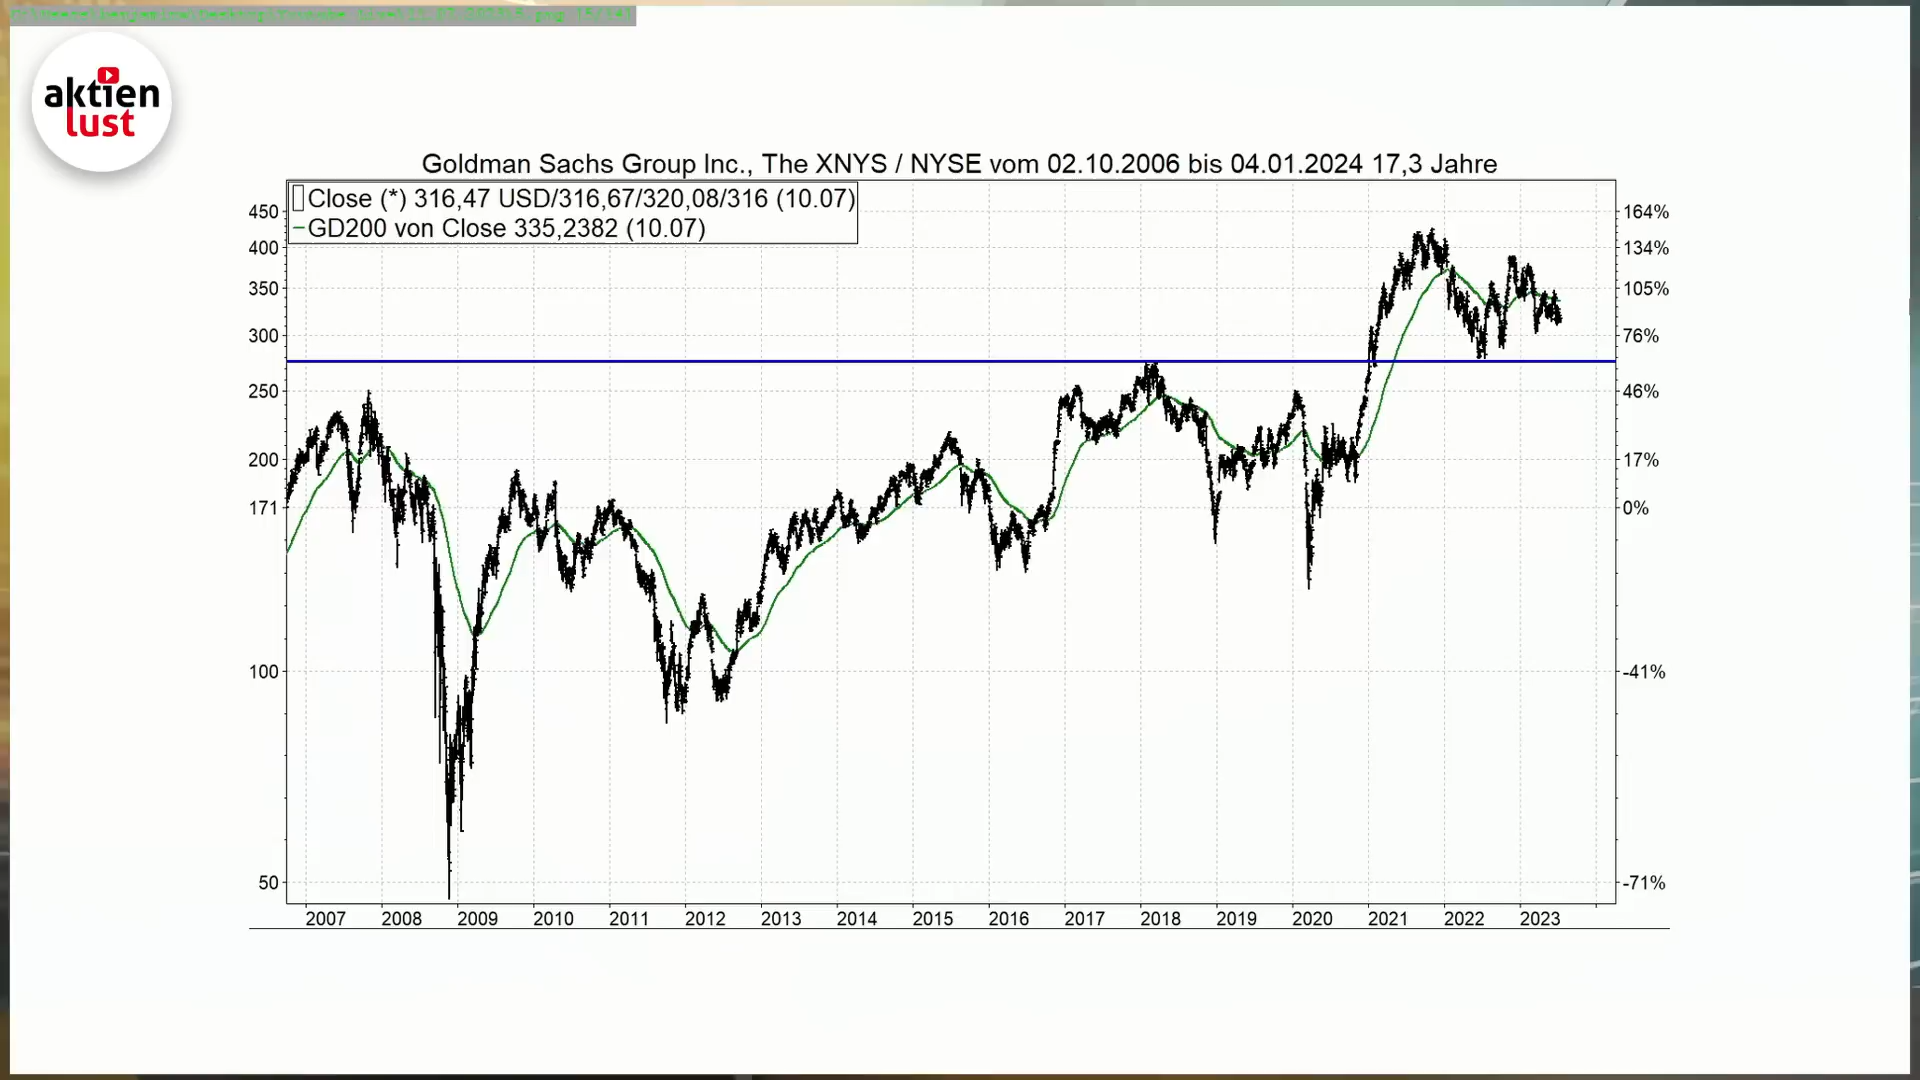 aktien
lust
Goldman Sachs Group Inc., The XNYS / NYSE vom 02.10.2006 bis 04.01.2024 17,3 Jahre
Close (*) 316,47 USD/316,67/320,08/316 (10.07)
GD200 von Close 335,2382 (10.07)
450 164%
400 134%
350 105%
300 76%
250 46%
200 17%
171 0%
100 -41%
50 -71%
2007 2008 2009 2010 2011 2012 2013 2014 2015 2016 2017 2018 2019 2020 2021 2022 2023